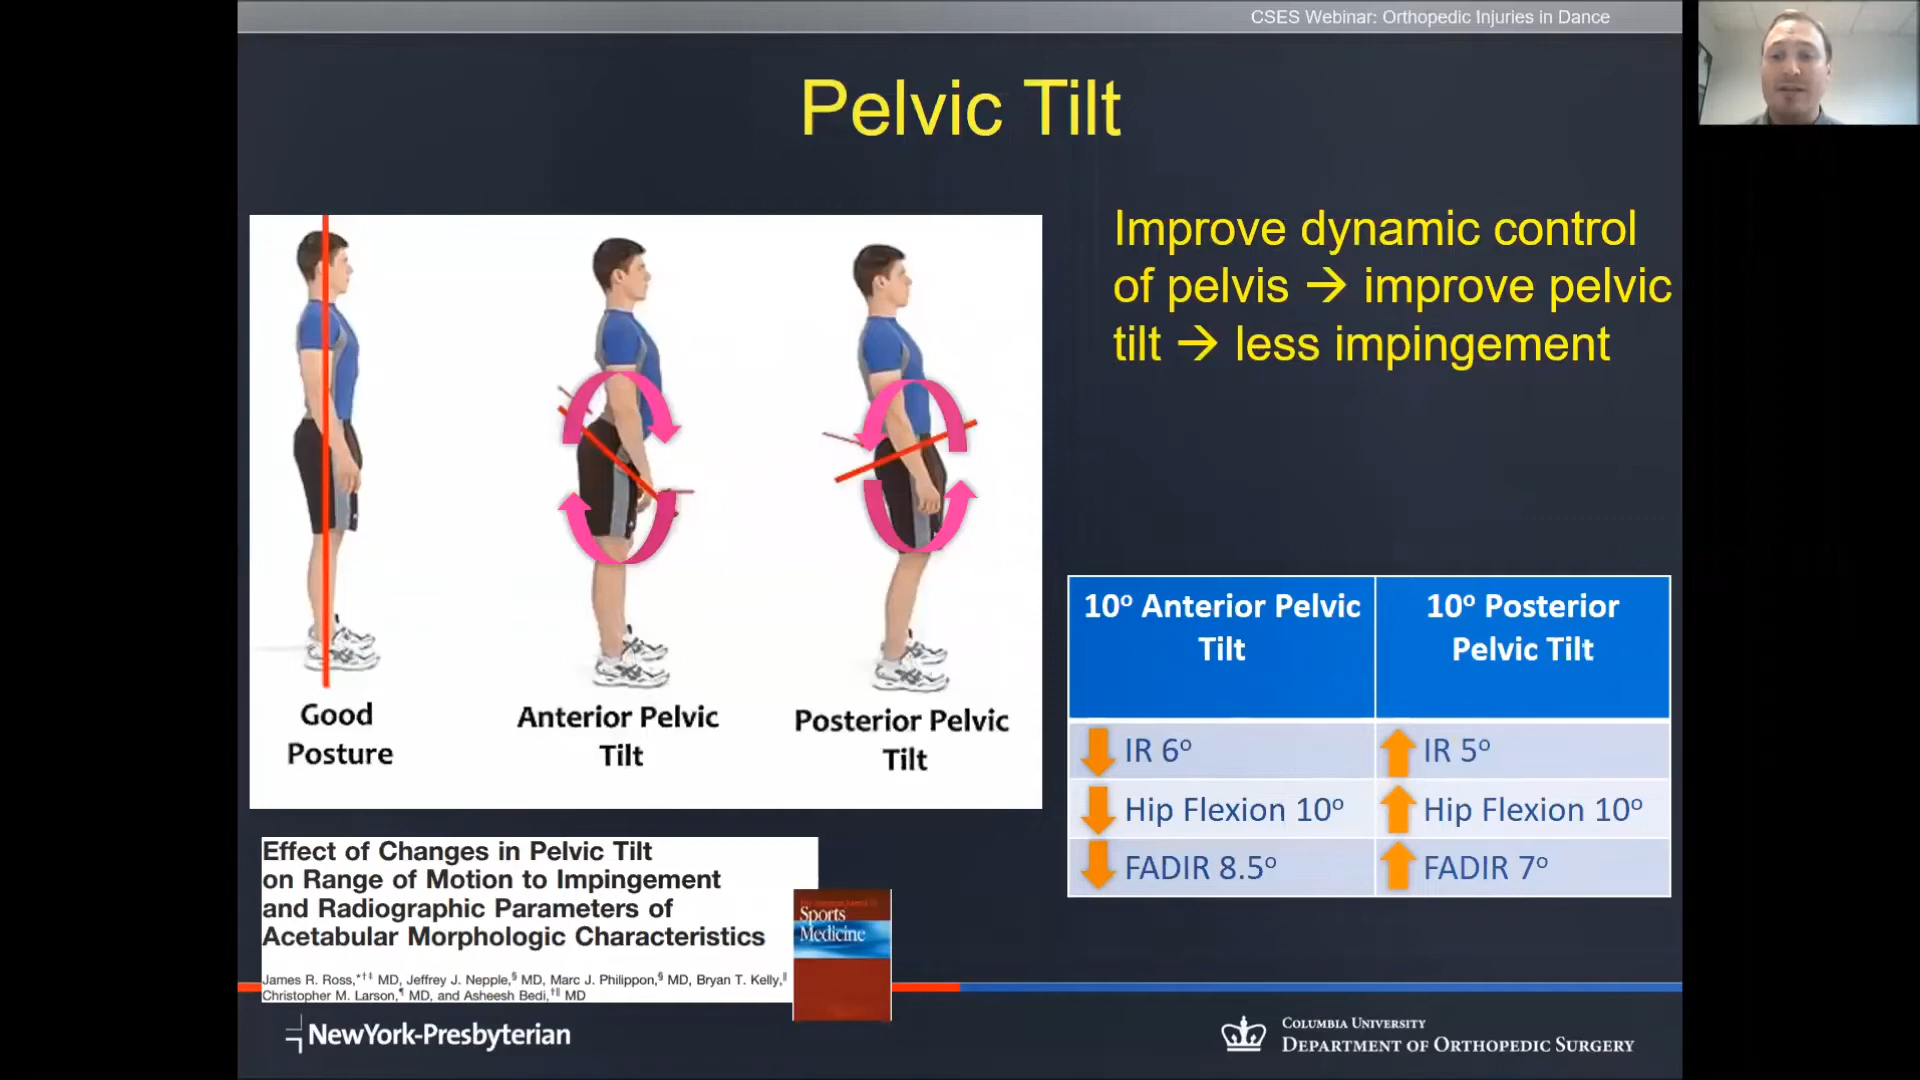 CSES Webinar: Orthopedic Injuries in Dance
Pelvic Tilt
Improve dynamic control
of pelvis → improve pelvic
tilt → less impingement
Good
Posture
Anterior Pelvic
Tilt
Posterior Pelvic
Tilt
10° Anterior Pelvic
Tilt
10° Posterior
Pelvic Tilt
IR 6°
IR 5°
Hip Flexion 10°
Hip Flexion 10°
FADIR 8.5°
FADIR 7°
Effect of Changes in Pelvic Tilt
on Range of Motion to Impingement
and Radiographic Parameters of
Acetabular Morphologic Characteristics
James R. Ross,*†‡ MD, Jeffrey J. Nepple,§ MD, Marc J. Philippon,§ MD, Bryan T. Kelly,||
Christopher M. Larson,¶ MD, and Asheesh Bedi,†|| MD
Sports
Medicine
NewYork-Presbyterian
COLUMBIA UNIVERSITY
DEPARTMENT OF ORTHOPEDIC SURGERY